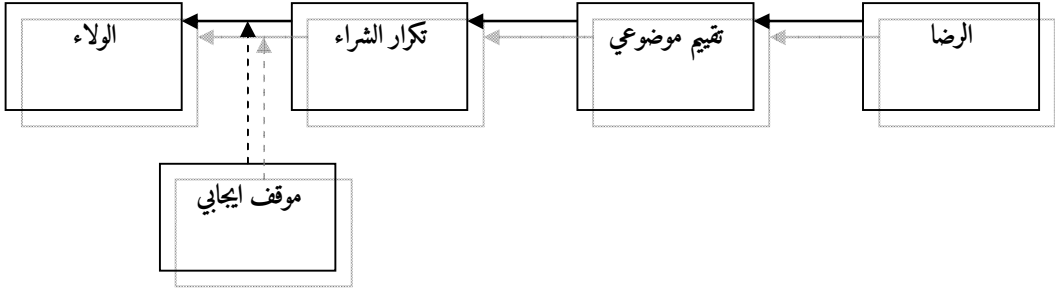 الرضا
تقييم موضوعي
تكرار الشراء
الولاء
موقف ايجابي